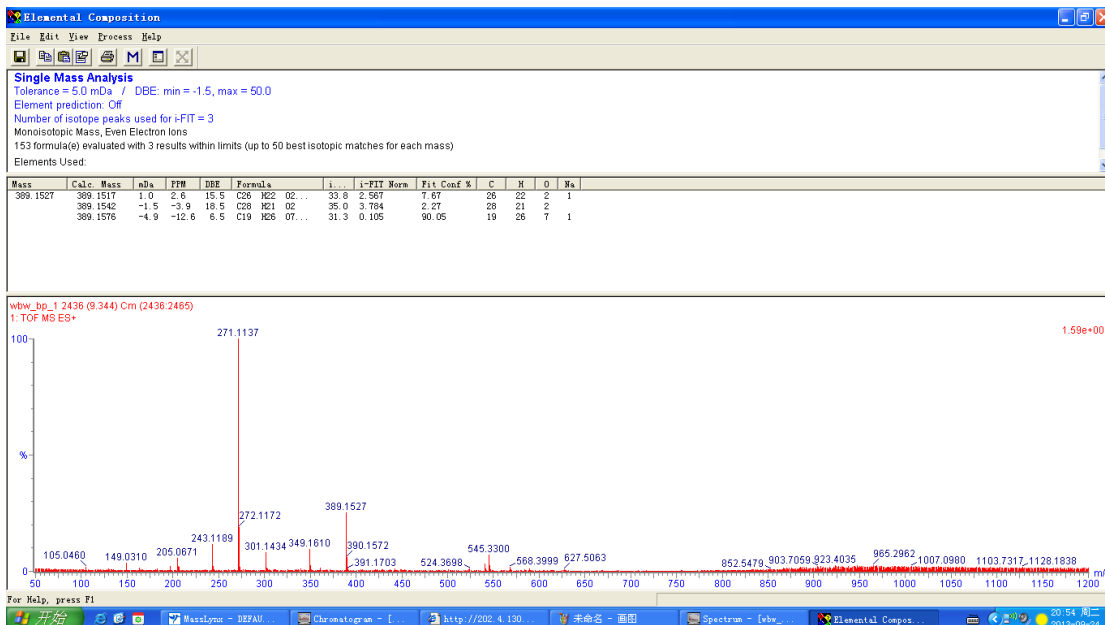 Elemental Composition
File Edit View Process Help
Single Mass Analysis
Tolerance = 5.0 mDa / DBE: min = -1.5, max = 50.0
Element prediction: Off
Number of isotope peaks used for i-FIT = 3
Monoisotopic Mass, Even Electron Ions
153 formula(e) evaluated with 3 results within limits (up to 50 best isotopic matches for each mass)
Elements Used:
Mass Calc. Mass mDa PPM DBE Formula i... i-FIT Norm Fit Conf % C H O Na
389.1527 389.1517 1.0 2.6 15.5 C26 H22 O2... 33.8 2.567 7.67 26 22 2 1
389.1542 -1.5 -3.9 18.5 C28 H21 O2 35.0 3.784 2.27 28 21 2
389.1576 -4.9 -12.6 6.5 C19 H26 O7... 31.3 0.105 90.05 19 26 7 1
wbw_bp_1 2436 (9.344) Cm (2436:2465)
1: TOF MS ES+
1.59e+00
271.1137
100
%
389.1527
272.1172
243.1189
205.0671
149.0310
105.0460
301.1434
349.1610
390.1572
391.1703
545.3300
524.3698
568.3999
627.5063
852.5479
903.7059
923.4035
965.2962
1007.0980
1103.7317
1128.1838
0
50 100 150 200 250 300 350 400 450 500 550 600 650 700 750 800 850 900 950 1000 1050 1100 1150 1200
m/
For Help, press F1
开始
MassLynx - DEFAU...
Chromatogram - [...
http://202.4.130...
未命名 - 画图
Spectrum - [wbw_...
Elemental Compos...
20:54 周二
2013-09-24